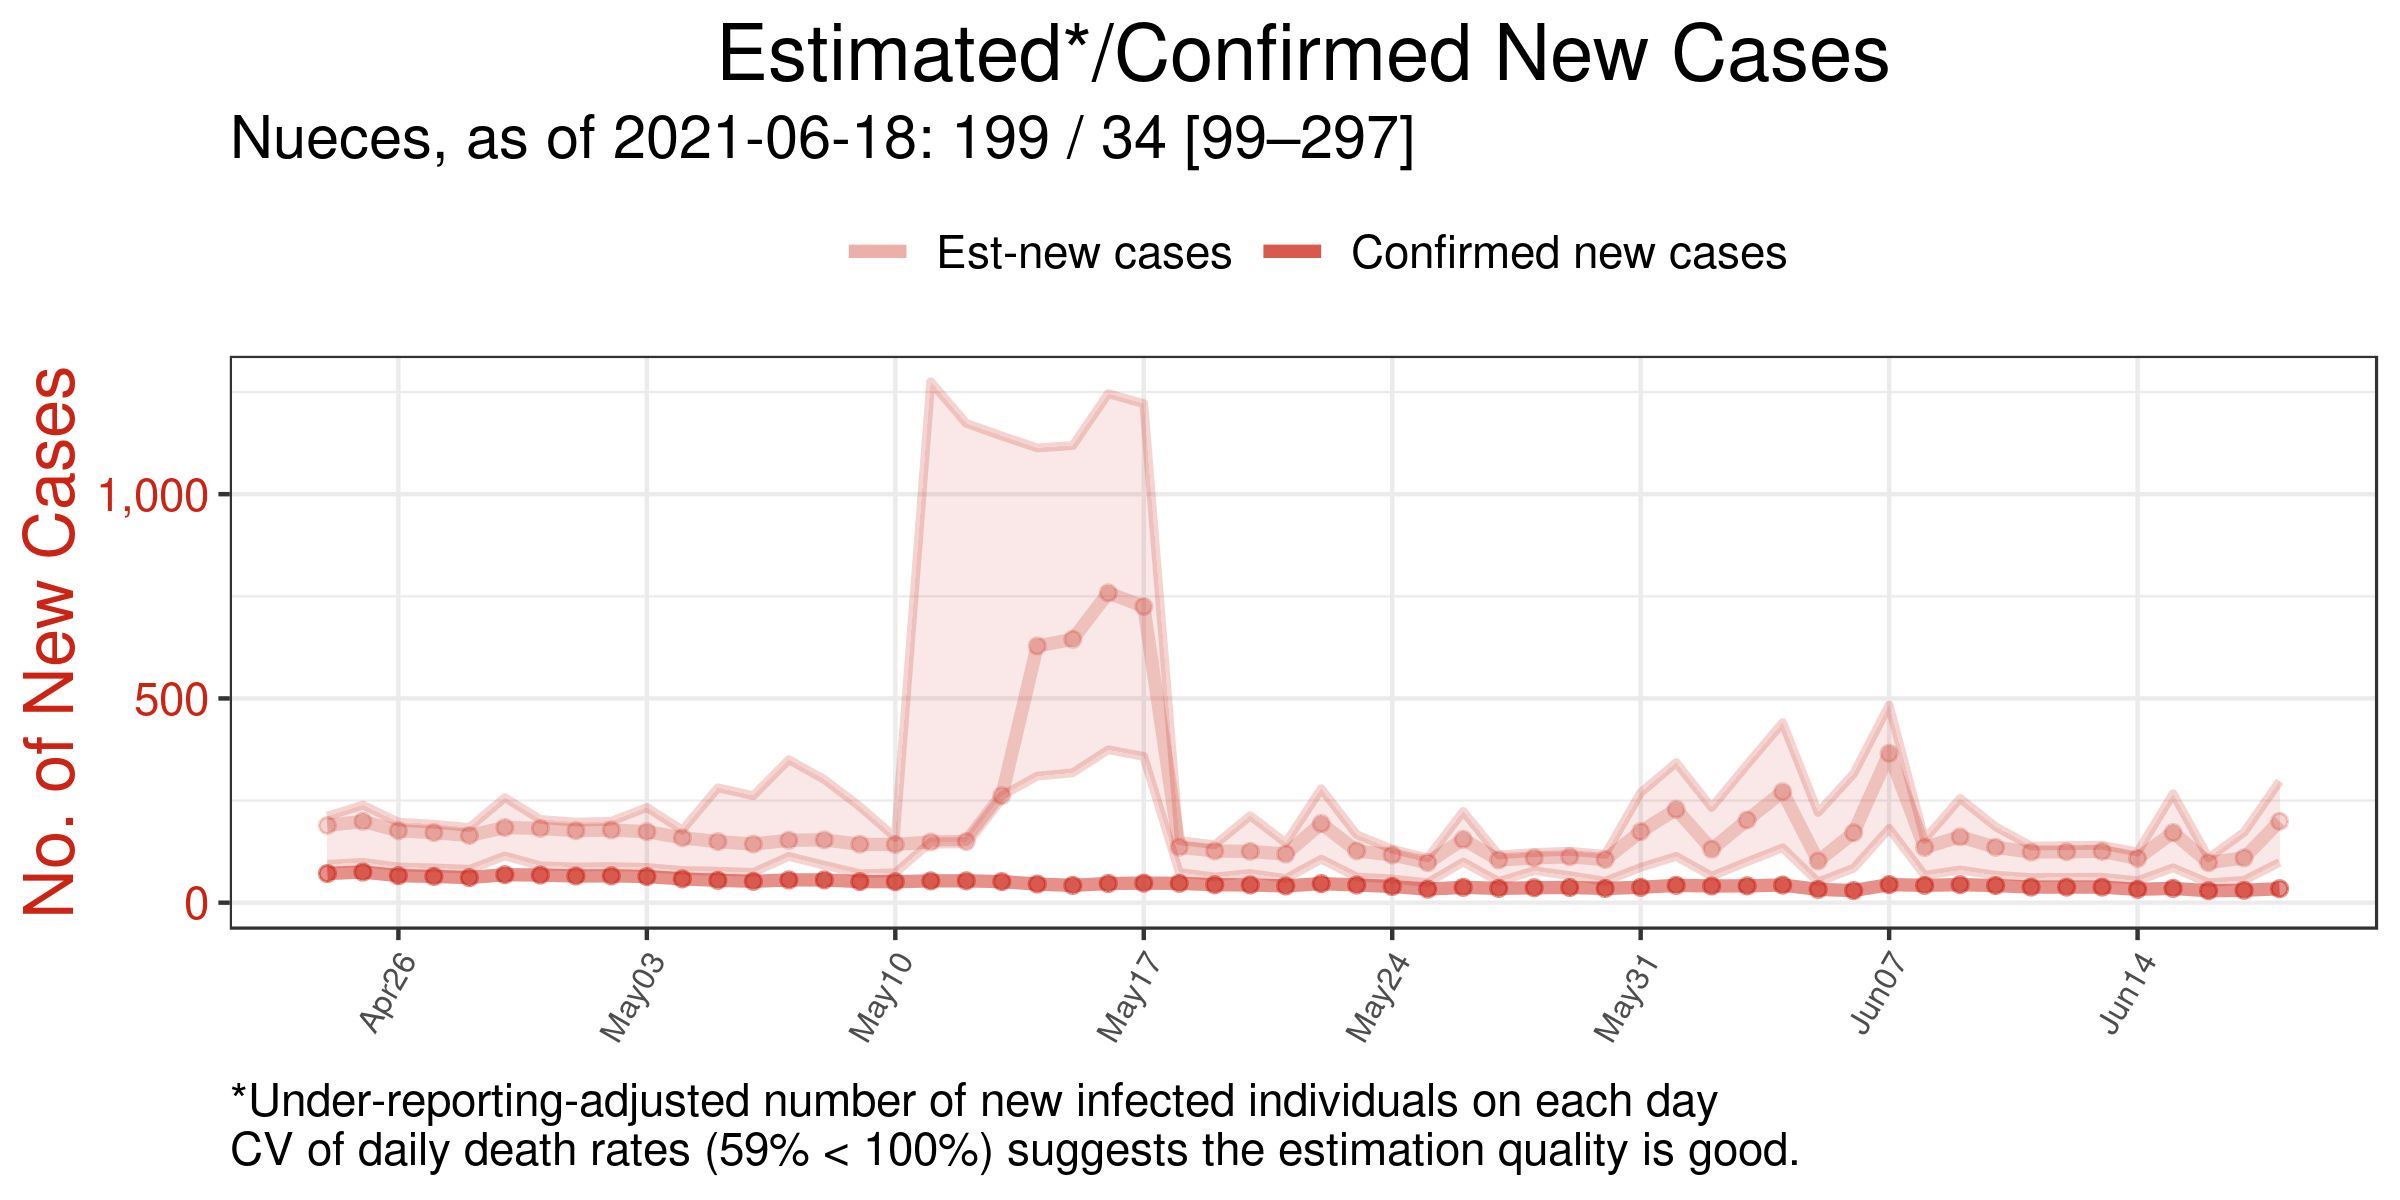 Estimated*/Confirmed New Cases
Nueces, as of 2021-06-18: 199 / 34 [99–297]
Est-new cases
Confirmed new cases
No. of New Cases
1,000
500
0
Apr26
May03
May10
May17
May24
May31
Jun07
Jun14
*Under-reporting-adjusted number of new infected individuals on each day
CV of daily death rates (59% < 100%) suggests the estimation quality is good.